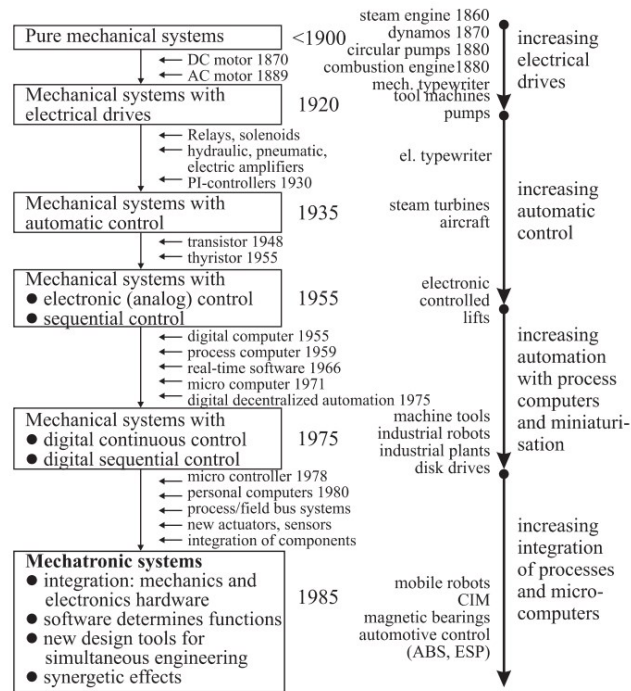 Pure mechanical systems
<1900
DC motor 1870
AC motor 1889
Mechanical systems with
electrical drives
1920
Relays, solenoids
hydraulic, pneumatic,
electric amplifiers
PI-controllers 1930
Mechanical systems with
automatic control
1935
transistor 1948
thyristor 1955
Mechanical systems with
● electronic (analog) control
● sequential control
1955
digital computer 1955
process computer 1959
real-time software 1966
micro computer 1971
digital decentralized automation 1975
Mechanical systems with
● digital continuous control
● digital sequential control
1975
micro controller 1978
personal computers 1980
process/field bus systems
new actuators, sensors
integration of components
Mechatronic systems
● integration: mechanics and
electronics hardware
● software determines functions
● new design tools for
simultaneous engineering
● synergetic effects
1985
steam engine 1860
dynamos 1870
circular pumps 1880
combustion engine1880
mech. typewriter
tool machines
pumps
el. typewriter
steam turbines
aircraft
electronic
controlled
lifts
machine tools
industrial robots
industrial plants
disk drives
mobile robots
CIM
magnetic bearings
automotive control
(ABS, ESP)
increasing
electrical
drives
increasing
automatic
control
increasing
automation
with process
computers
and miniaturi-
sation
increasing
integration
of processes
and micro-
computers